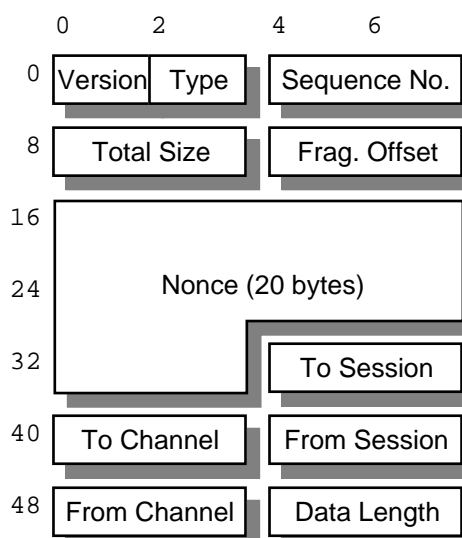 0 2 4 6
0 Version Type Sequence No.
8 Total Size Frag. Offset
16
24 Nonce (20 bytes)
32 To Session
40 To Channel From Session
48 From Channel Data Length